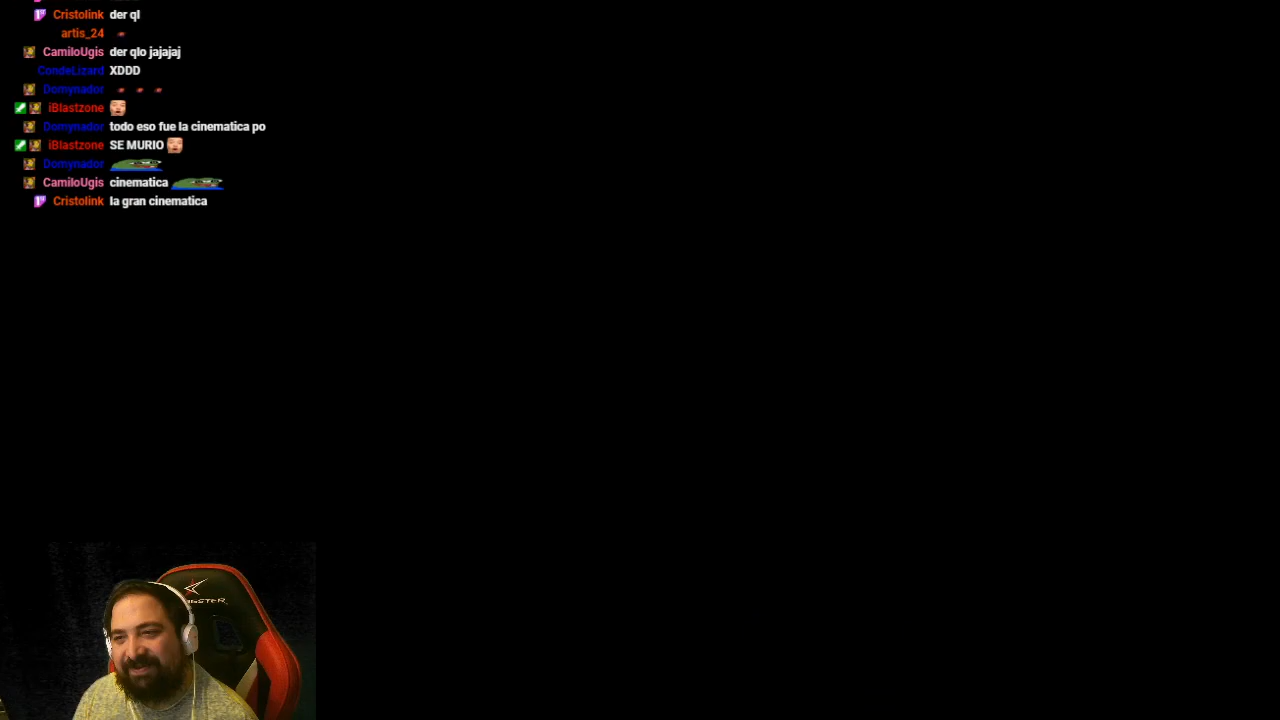 Cristolink der ql
artis_24
CamiloUgis der qlo jajajaj
CondeLizard XDDD
Domynador
iBlastzone
Domynador todo eso fue la cinematica po
iBlastzone SE MURIO
Domynador
CamiloUgis cinematica
Cristolink la gran cinematica